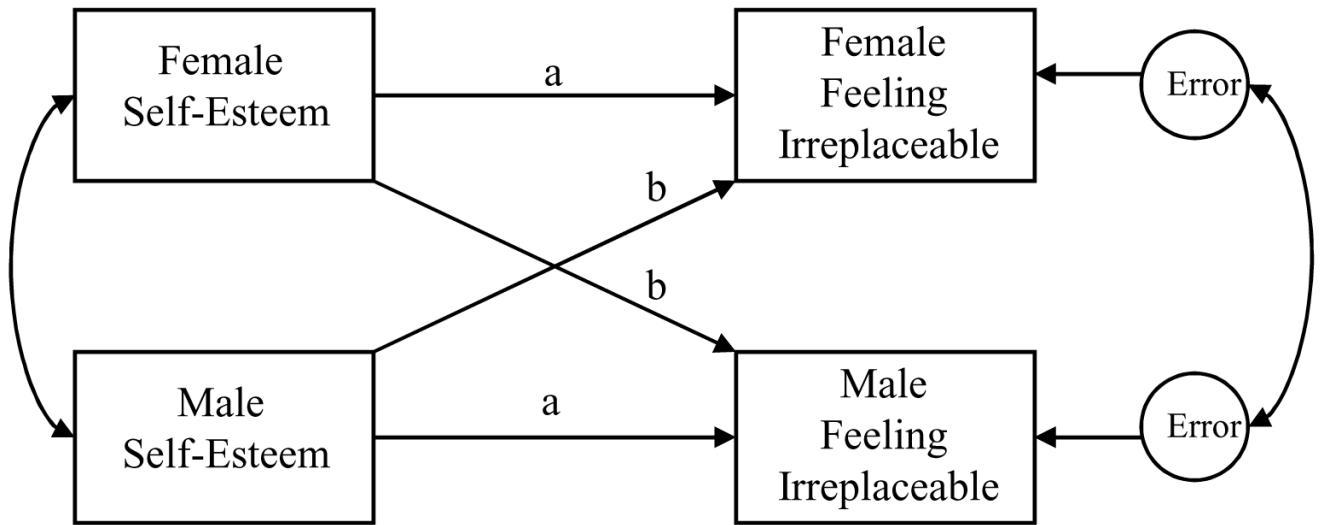 Female
Self-Esteem
a
Female
Feeling
Irreplaceable
Error
b
b
Male
Self-Esteem
a
Male
Feeling
Irreplaceable
Error